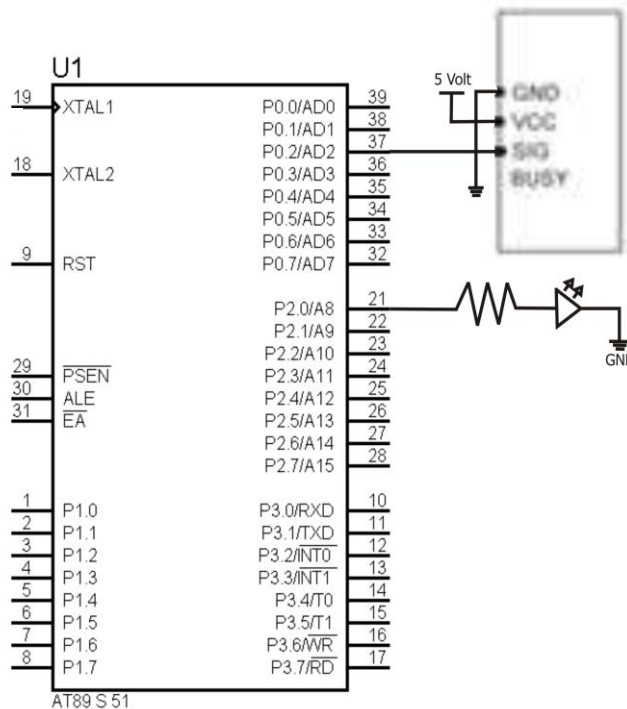 U1
19 XTAL1
18 XTAL2
9 RST
29 PSEN
30 ALE
31 EA
1 P1.0
2 P1.1
3 P1.2
4 P1.3
5 P1.4
6 P1.5
7 P1.6
8 P1.7
P0.0/AD0 39
P0.1/AD1 38
P0.2/AD2 37
P0.3/AD3 36
P0.4/AD4 35
P0.5/AD5 34
P0.6/AD6 33
P0.7/AD7 32
P2.0/A8 21
P2.1/A9 22
P2.2/A10 23
P2.3/A11 24
P2.4/A12 25
P2.5/A13 26
P2.6/A14 27
P2.7/A15 28
P3.0/RXD 10
P3.1/TXD 11
P3.2/INT0 12
P3.3/INT1 13
P3.4/T0 14
P3.5/T1 15
P3.6/WR 16
P3.7/RD 17
AT89 S 51
5 Volt
GND
VCC
SIG
BUSY
GND